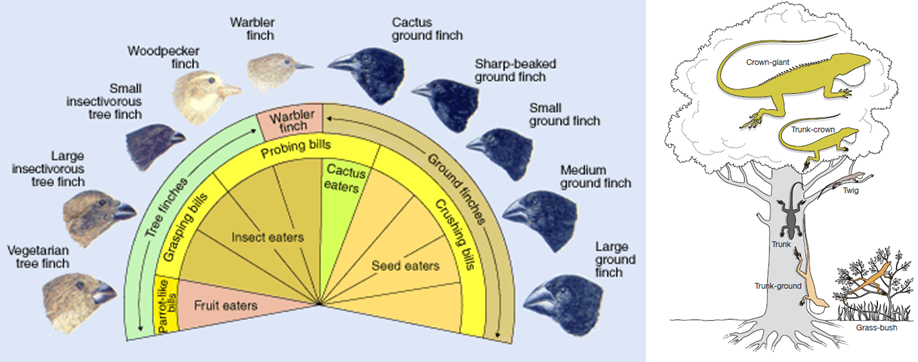 Warbler
finch
Cactus
ground finch
Woodpecker
finch
Sharp-beaked
ground finch
Small
insectivorous
tree finch
Small
ground finch
Large
insectivorous
tree finch
Medium
ground finch
Vegetarian
tree finch
Large
ground
finch
Warbler
finch
Tree finches
Ground finches
Probing bills
Grasping bills
Crushing bills
Parrot-like
bills
Cactus
eaters
Insect eaters
Seed eaters
Fruit eaters
Crown-giant
Trunk-crown
Twig
Trunk
Trunk-ground
Grass-bush